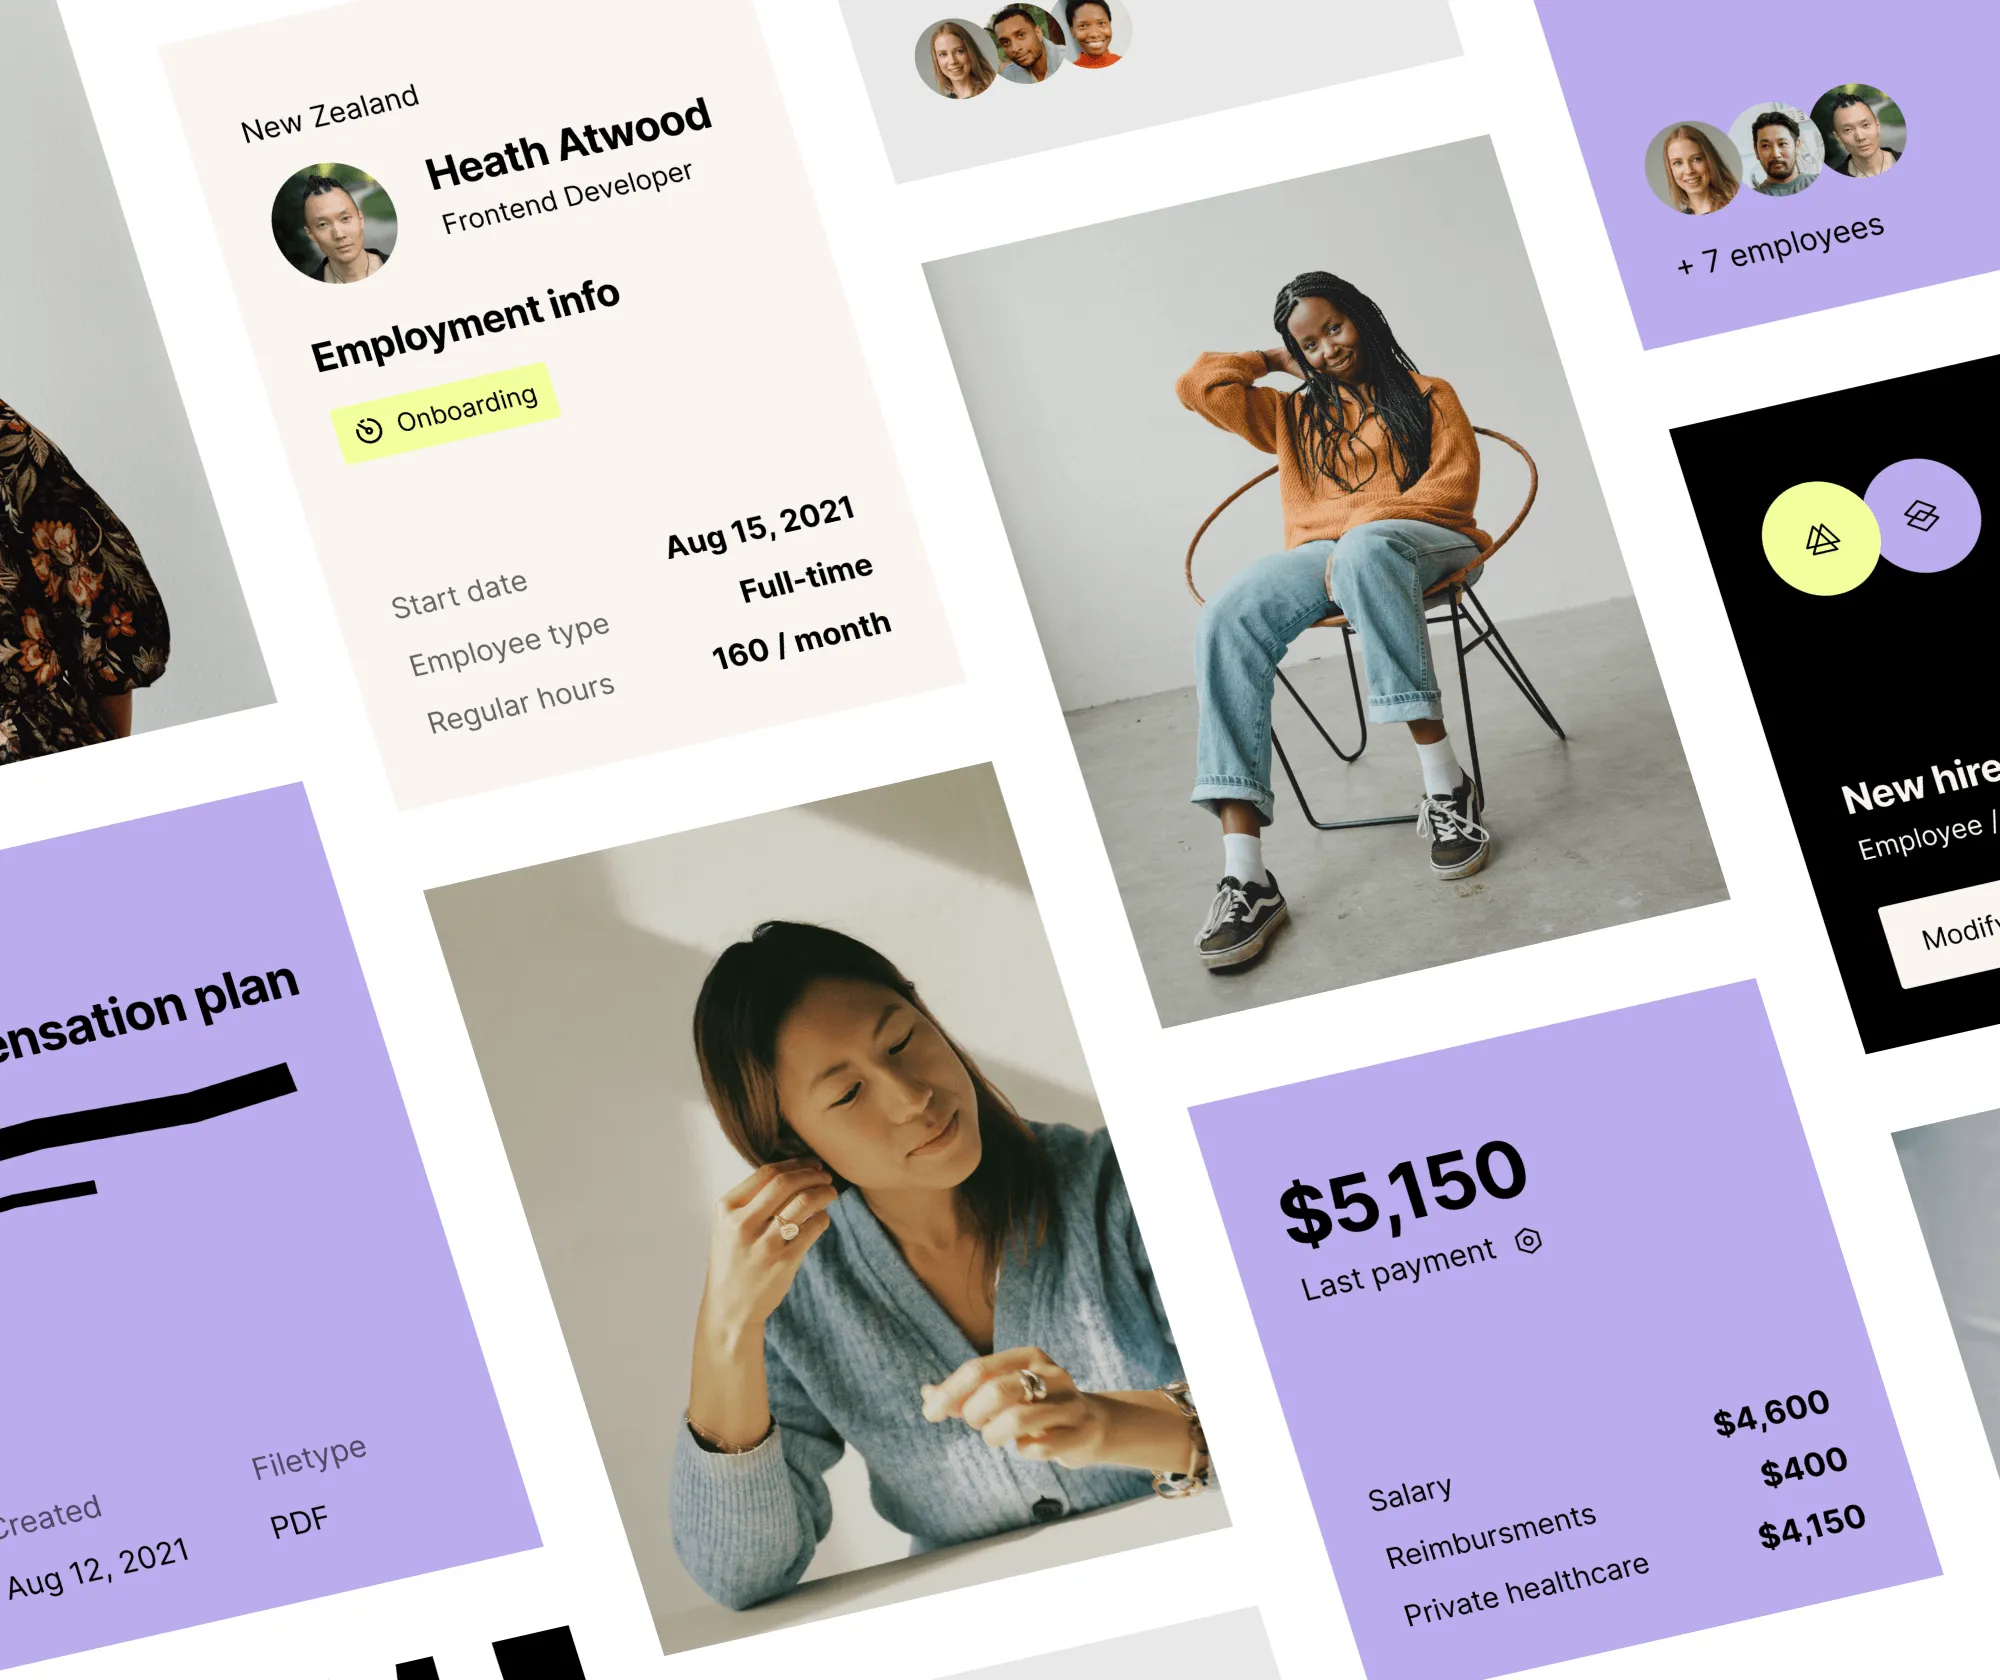 New Zealand
Heath Atwood
Frontend Developer
Employment info
Onboarding
Start date Aug 15, 2021
Employee type Full-time
Regular hours 160 / month
+ 7 employees
New hire
Employee /
Modify
ensation plan
Created
Aug 12, 2021
Filetype
PDF
$5,150
Last payment
Salary $4,600
Reimbursments $400
Private healthcare $4,150